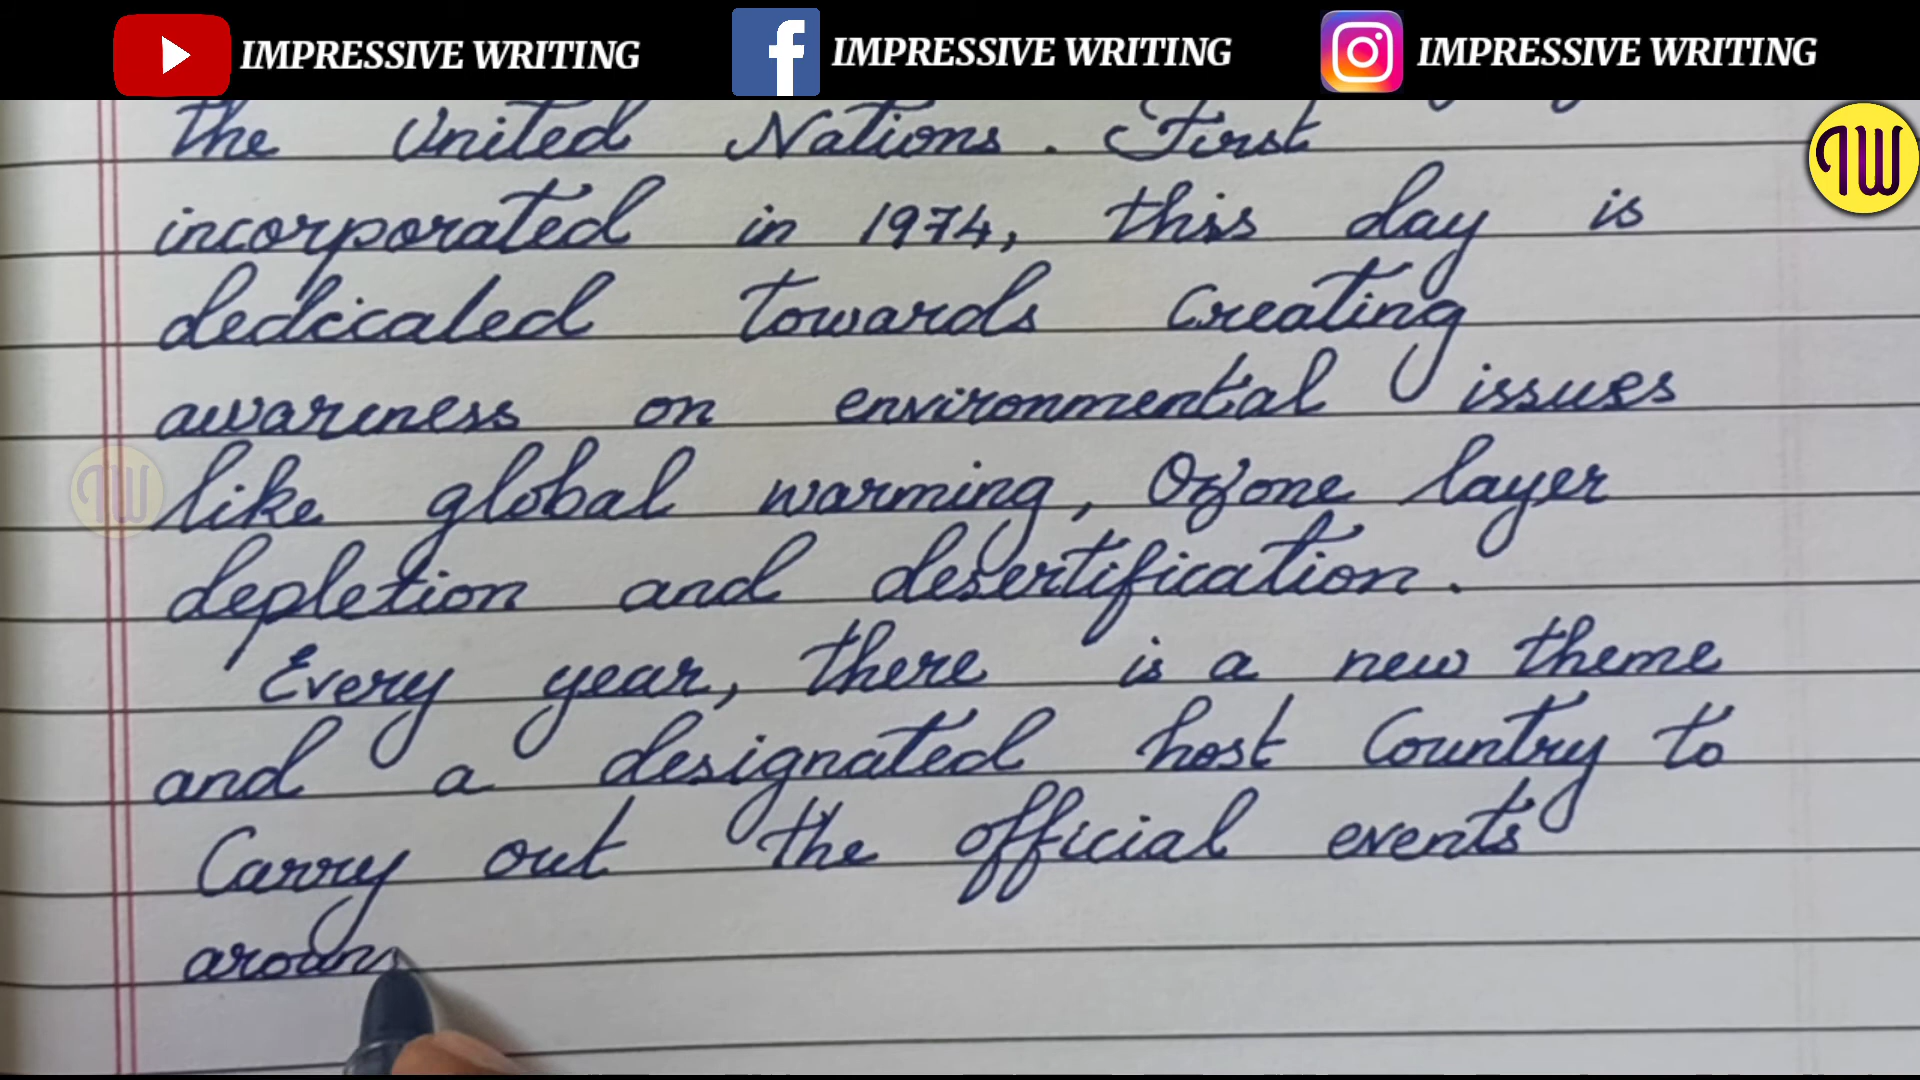 IMPRESSIVE WRITING IMPRESSIVE WRITING IMPRESSIVE WRITING
IW
the United Nations. First
incorporated in 1974, this day is
dedicated towards Creating
awareness on environmental issues
like global warming, Ozone layer
depletion and desertification.
Every year, there is a new theme
and a designated host Country to
Carry out the official events
aroun